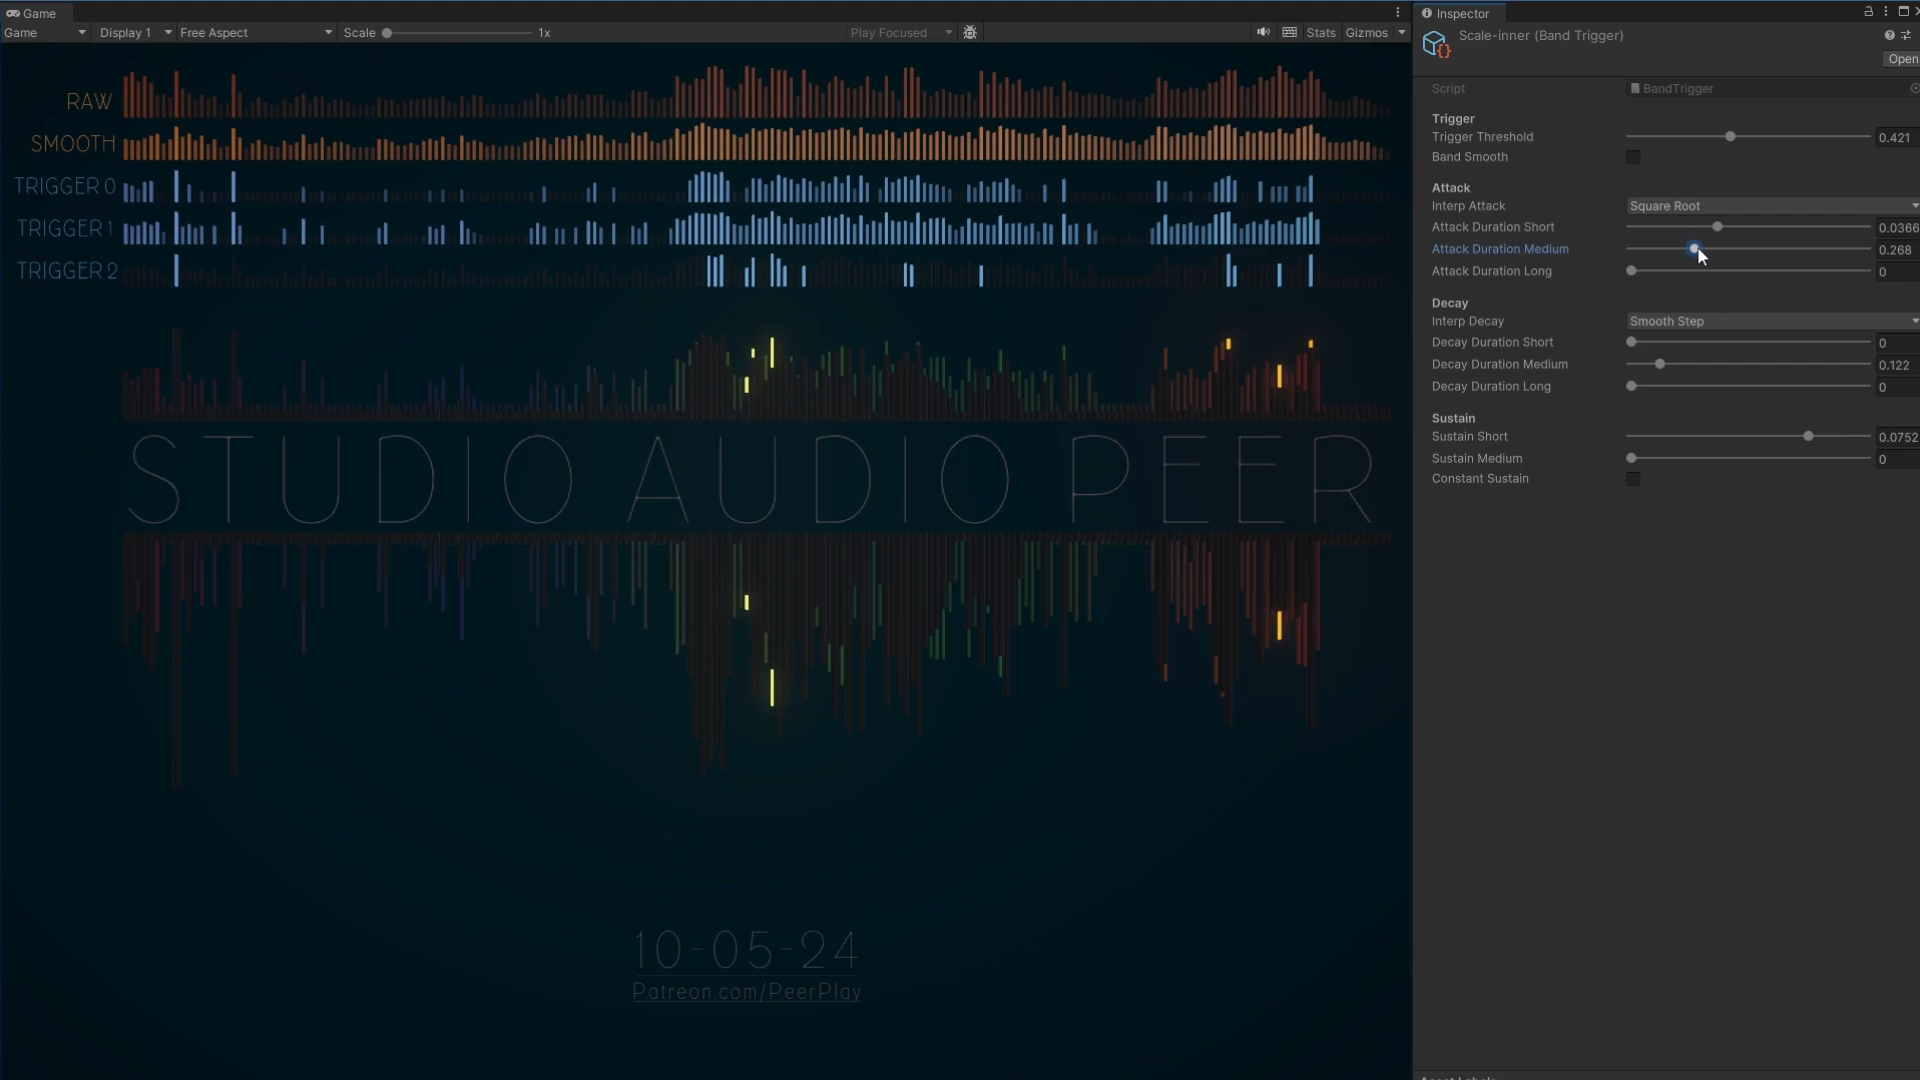 Game
Game Display 1 Free Aspect Scale 1x Play Focused Stats Gizmos
RAW
SMOOTH
TRIGGER 0
TRIGGER 1
TRIGGER 2
STUDIO AUDIO PEER
10-05-24
Patreon.com/PeerPlay
Inspector
Scale-inner (Band Trigger)
Open
Script BandTrigger
Trigger
Trigger Threshold 0.421
Band Smooth
Attack
Interp Attack Square Root
Attack Duration Short 0.0366
Attack Duration Medium 0.268
Attack Duration Long 0
Decay
Interp Decay Smooth Step
Decay Duration Short 0
Decay Duration Medium 0.122
Decay Duration Long 0
Sustain
Sustain Short 0.0752
Sustain Medium 0
Constant Sustain